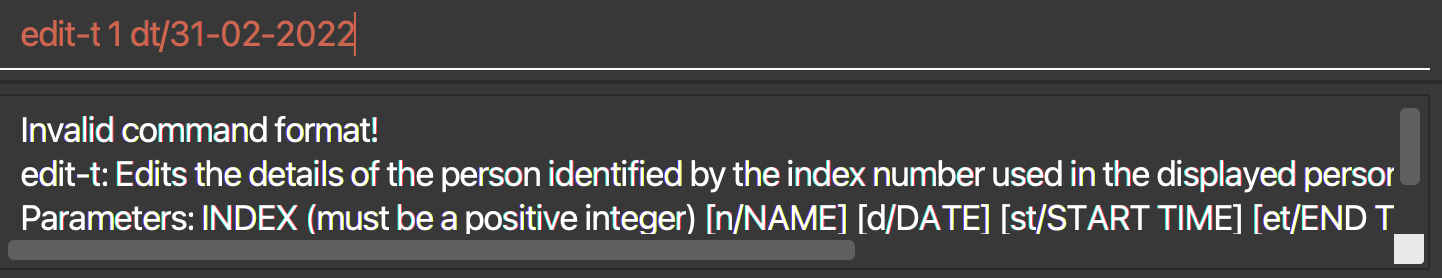 edit-t 1 dt/31-02-2022
Invalid command format!
edit-t: Edits the details of the person identified by the index number used in the displayed person
Parameters: INDEX (must be a positive integer) [n/NAME] [d/DATE] [st/START TIME] [et/END T